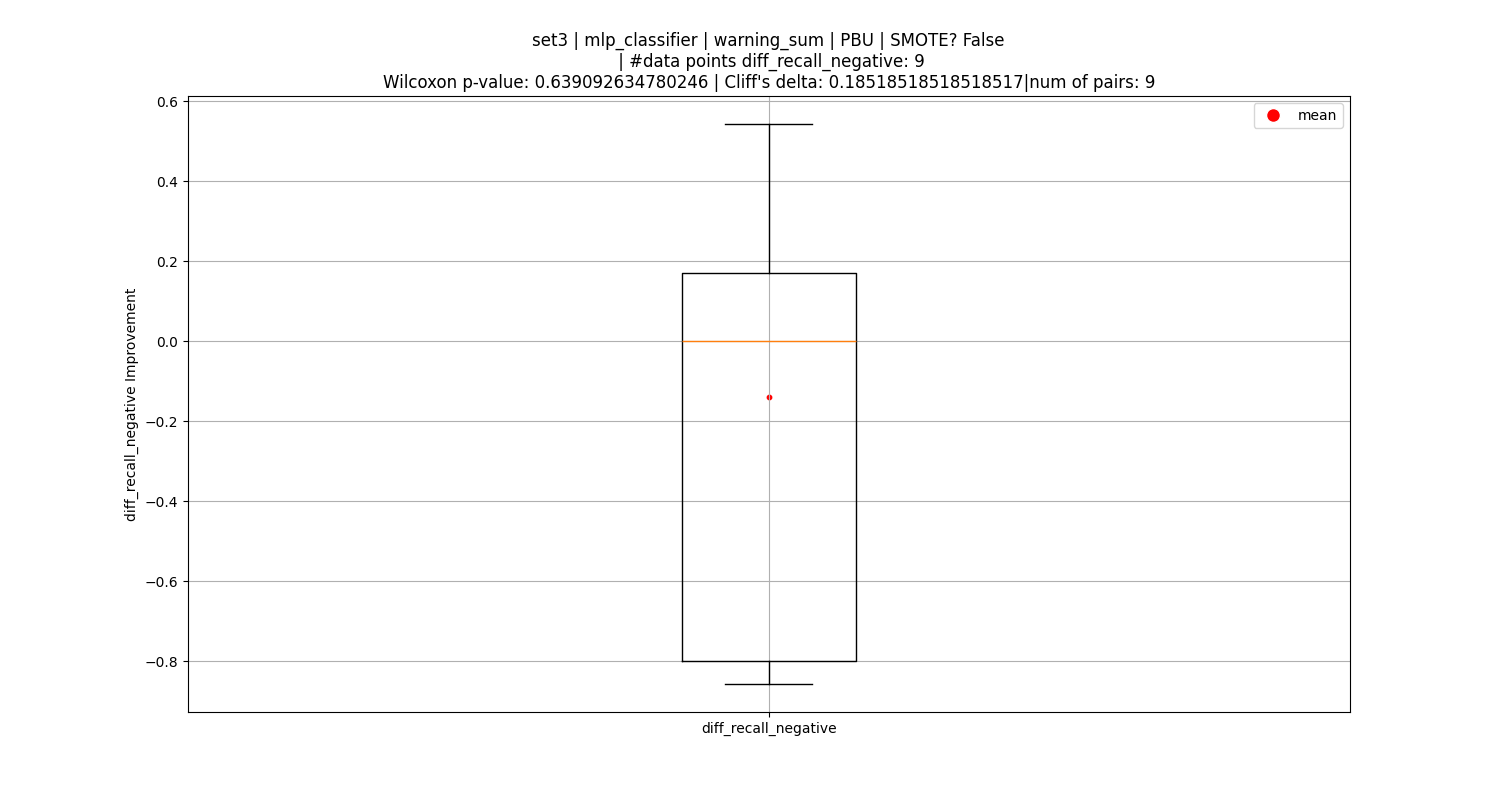 set3 | mlp_classifier | warning_sum | PBU | SMOTE? False
| #data points diff_recall_negative: 9
Wilcoxon p-value: 0.639092634780246 | Cliff's delta: 0.18518518518518517|num of pairs: 9
mean
0.6
0.4
0.2
0.0
−0.2
−0.4
−0.6
−0.8
diff_recall_negative Improvement
diff_recall_negative